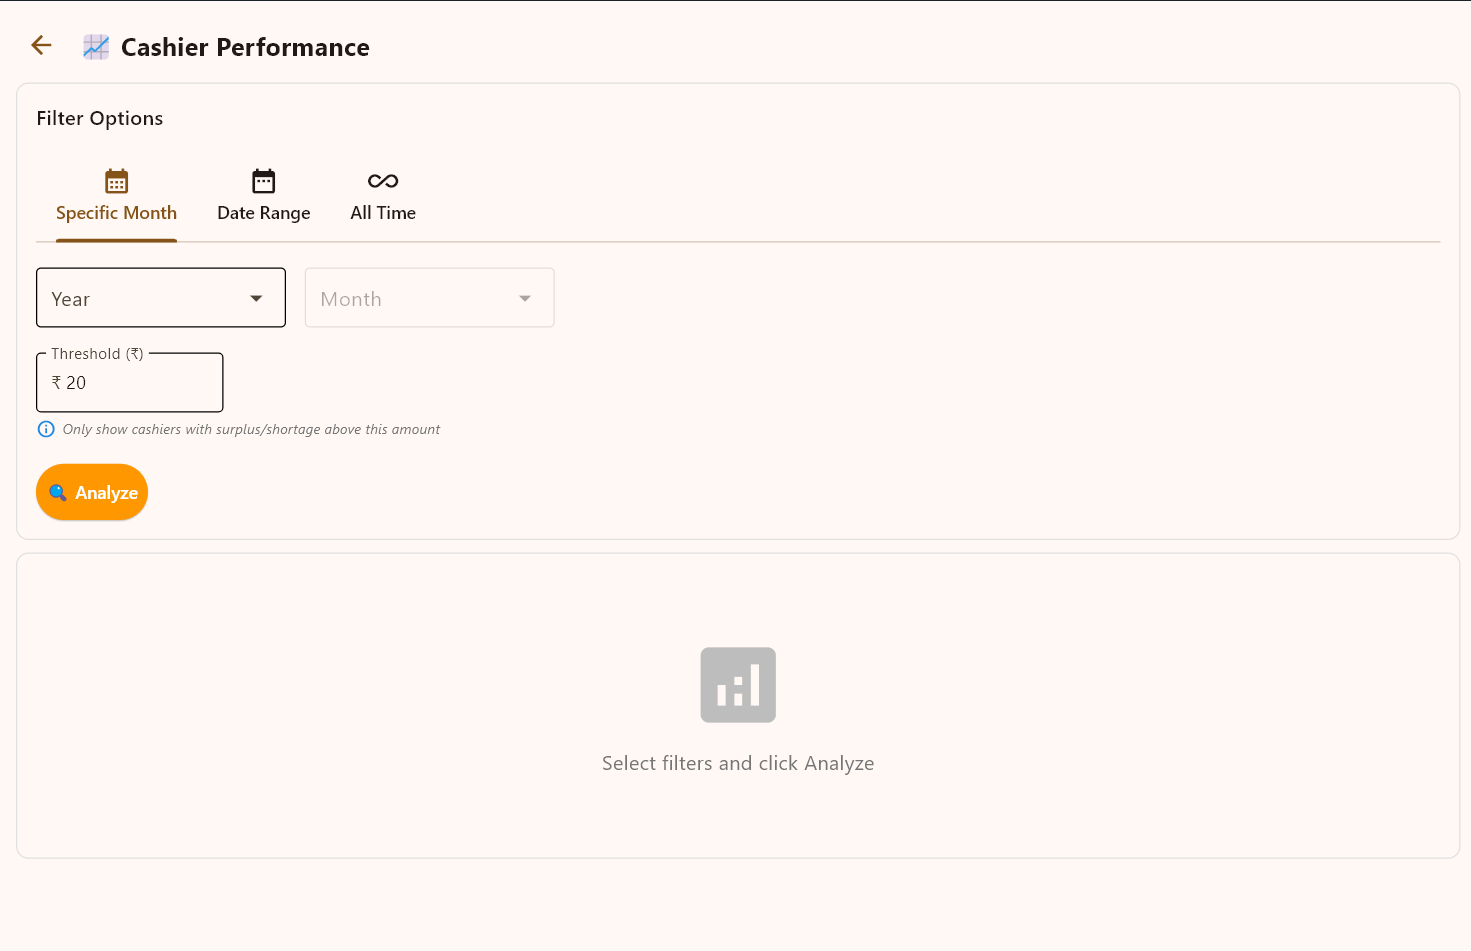 Cashier Performance
Filter Options
Specific Month
Date Range
All Time
Year
Month
Threshold (₹)
₹ 20
Only show cashiers with surplus/shortage above this amount
Analyze
Select filters and click Analyze